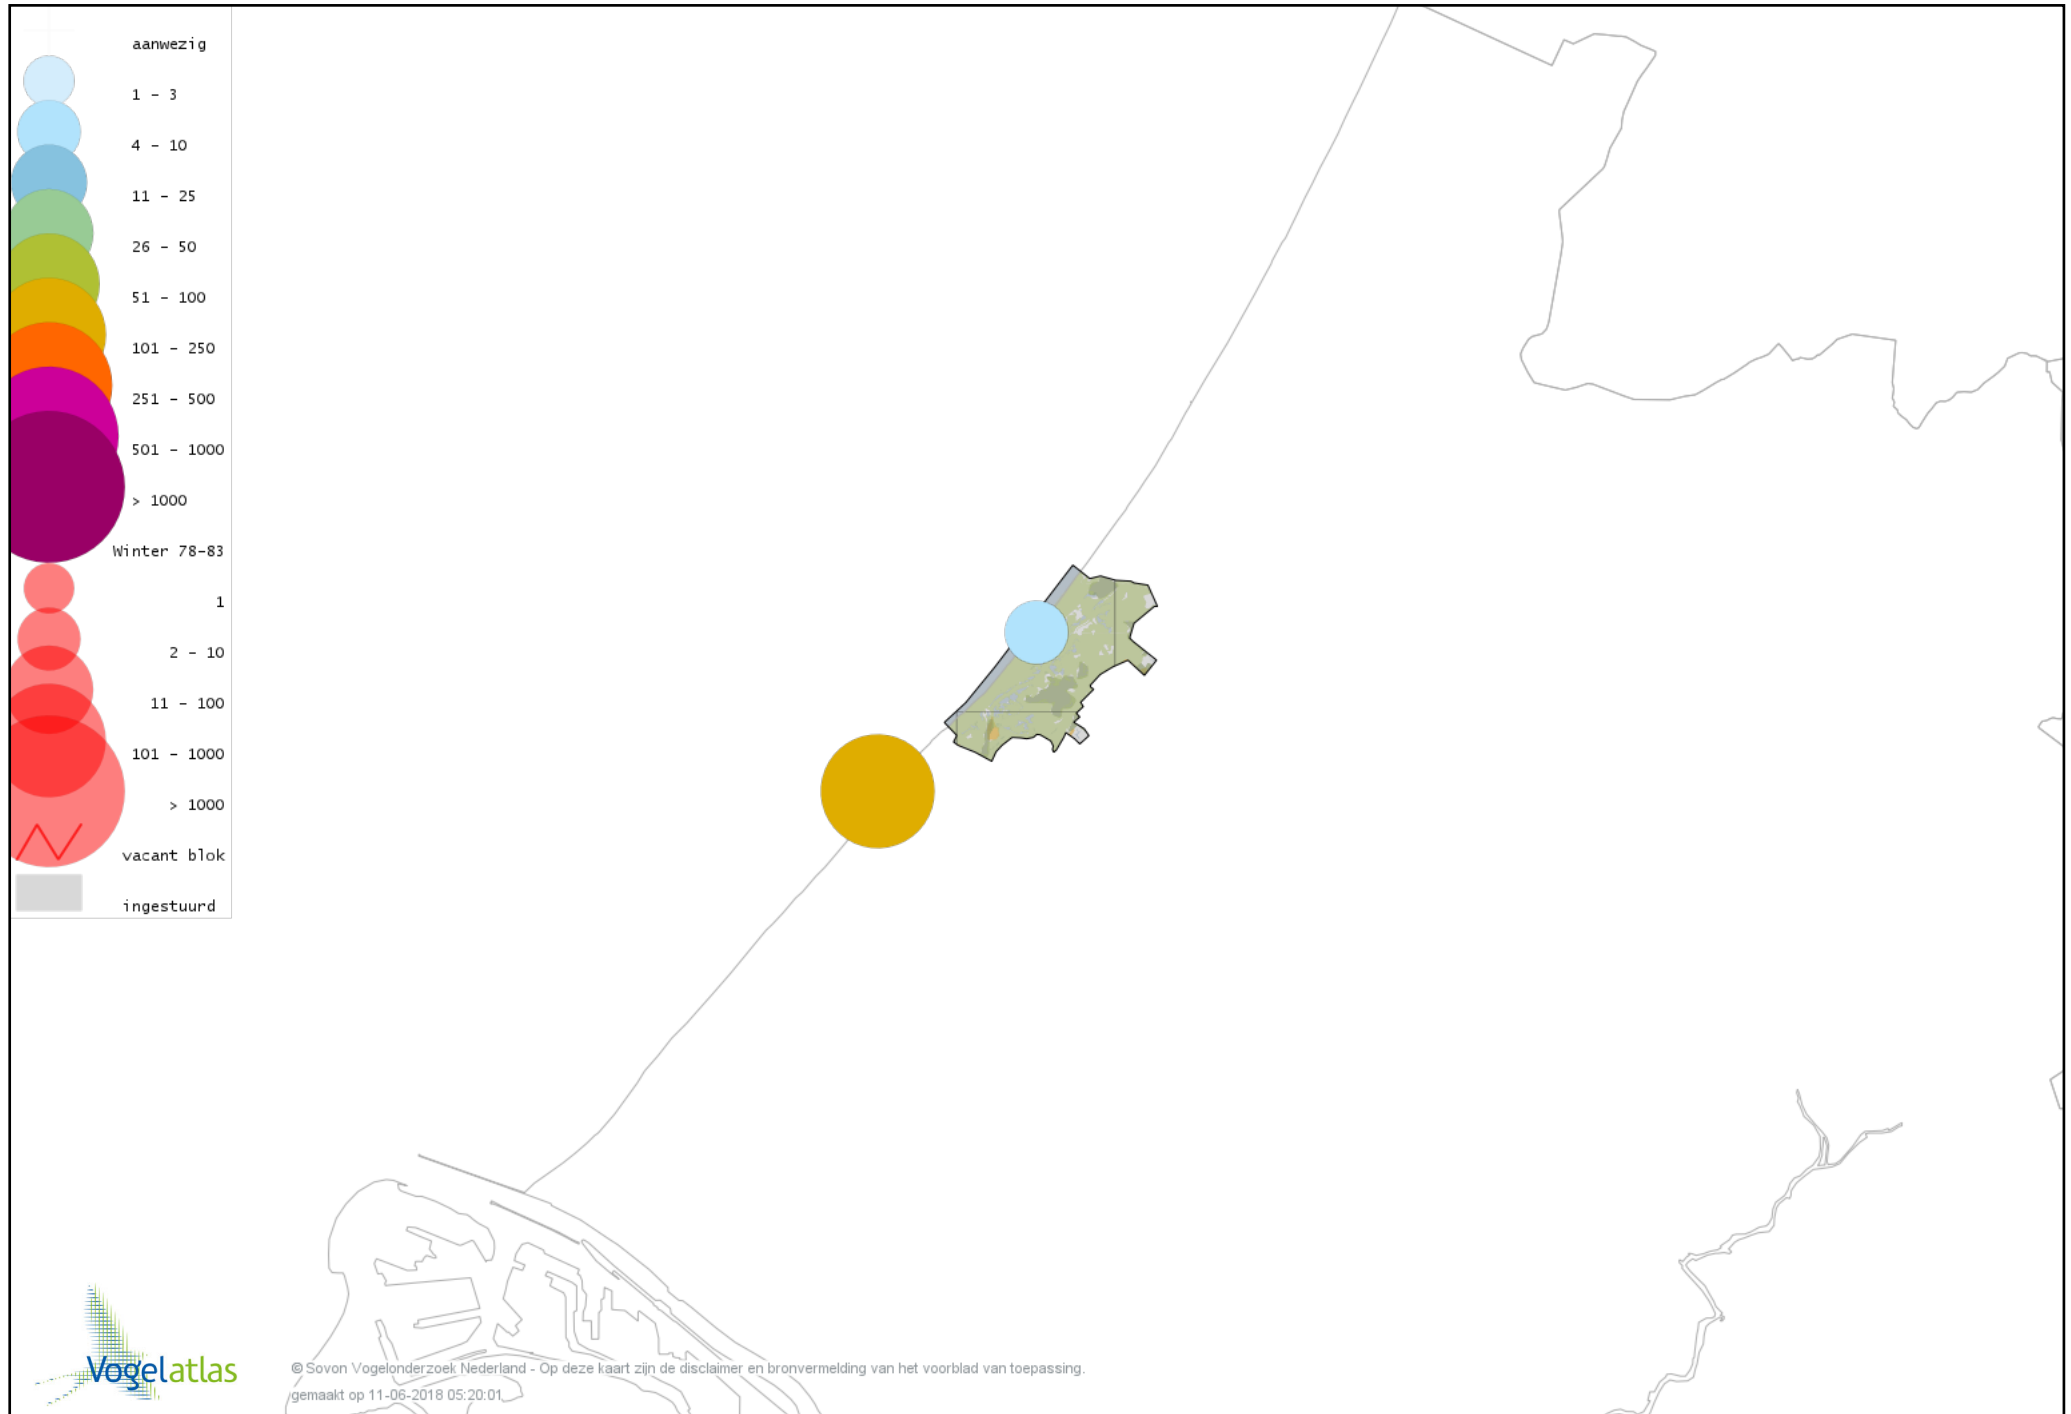 aanwezig
1 - 3
4 - 10
11 - 25
26 - 50
51 - 100
101 - 250
251 - 500
501 - 1000
> 1000
Winter 78-83
1
2 - 10
11 - 100
101 - 1000
> 1000
vacant blok
ingestuurd
Vogelatlas
© Sovon Vogelonderzoek Nederland - Op deze kaart zijn de disclaimer en bronvermelding van het voorblad van toepassing.
gemaakt op 11-06-2018 05:20:01